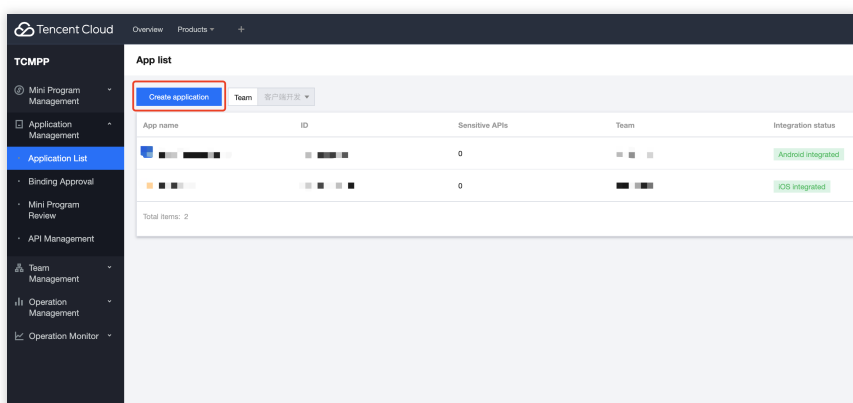 Tencent Cloud
Overview Products +
TCMPP
App list
Mini Program
Management
Create application
Team 客户端开发
Application
Management
App name ID Sensitive APIs Team Integration status
Application List
0 Android integrated
Binding Approval
0 iOS integrated
Mini Program
Review
Total items: 2
API Management
Team
Management
Operation
Management
Operation Monitor